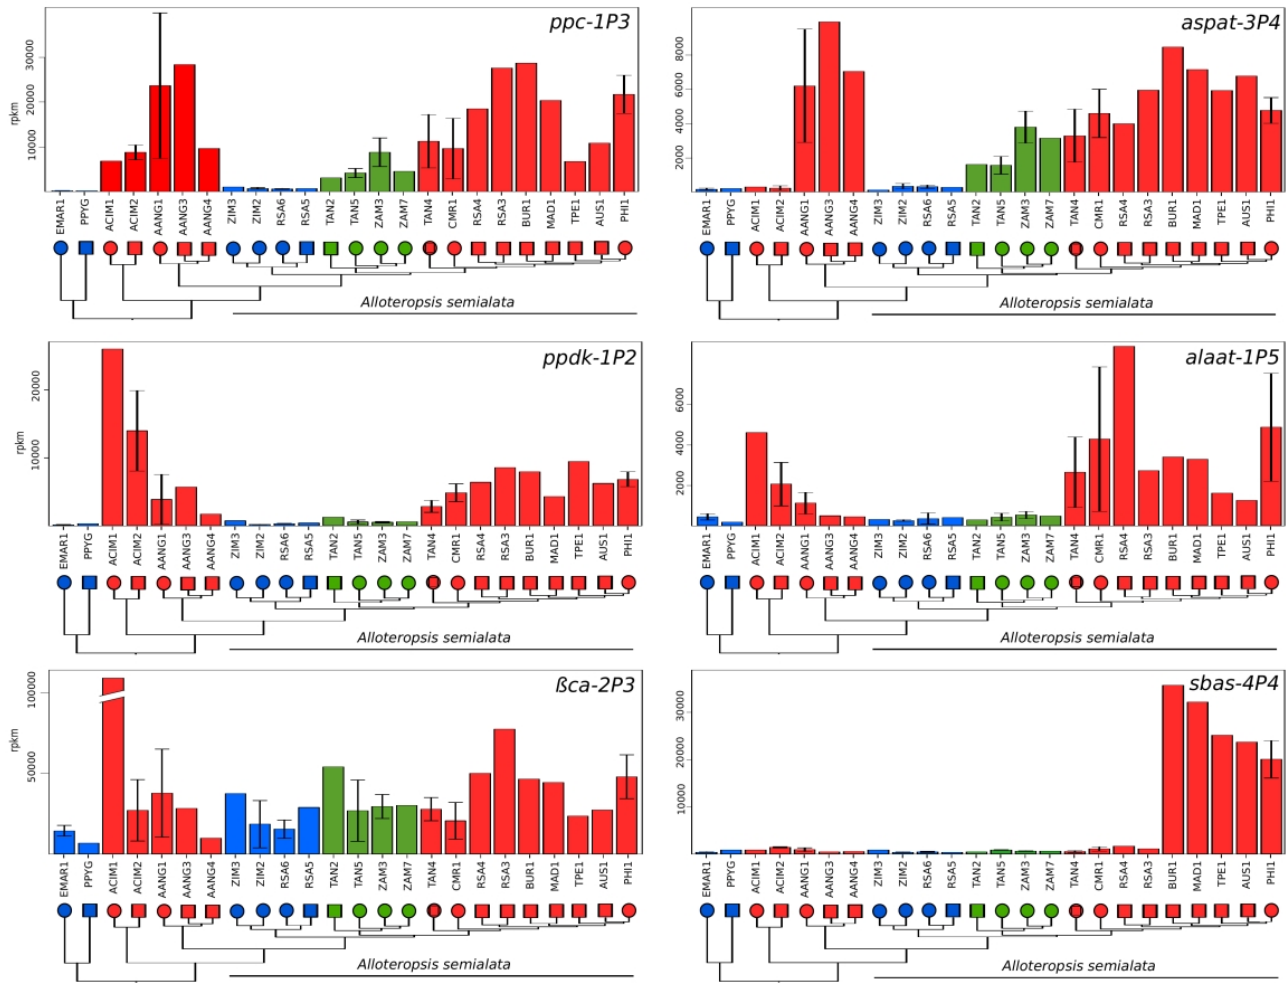 ppc-1P3
rpkm
30000
20000
10000
EMAR1 PPYG ACIM1 ACIM2 AANG1 AANG3 AANG4 ZIM3 ZIM2 RSA6 RSA5 TAN2 TAN5 ZAM3 ZAM7 TAN4 CMR1 RSA4 RSA3 BUR1 MAD1 TPE1 AUS1 PHI1
Alloteropsis semialata
aspat-3P4
8000
6000
4000
2000
EMAR1 PPYG ACIM1 ACIM2 AANG1 AANG3 AANG4 ZIM3 ZIM2 RSA6 RSA5 TAN2 TAN5 ZAM3 ZAM7 TAN4 CMR1 RSA4 RSA3 BUR1 MAD1 TPE1 AUS1 PHI1
Alloteropsis semialata
ppdk-1P2
rpkm
20000
10000
EMAR1 PPYG ACIM1 ACIM2 AANG1 AANG3 AANG4 ZIM3 ZIM2 RSA6 RSA5 TAN2 TAN5 ZAM3 ZAM7 TAN4 CMR1 RSA4 RSA3 BUR1 MAD1 TPE1 AUS1 PHI1
Alloteropsis semialata
alaat-1P5
6000
4000
2000
EMAR1 PPYG ACIM1 ACIM2 AANG1 AANG3 AANG4 ZIM3 ZIM2 RSA6 RSA5 TAN2 TAN5 ZAM3 ZAM7 TAN4 CMR1 RSA4 RSA3 BUR1 MAD1 TPE1 AUS1 PHI1
Alloteropsis semialata
ßca-2P3
rpkm
100000
50000
EMAR1 PPYG ACIM1 ACIM2 AANG1 AANG3 AANG4 ZIM3 ZIM2 RSA6 RSA5 TAN2 TAN5 ZAM3 ZAM7 TAN4 CMR1 RSA4 RSA3 BUR1 MAD1 TPE1 AUS1 PHI1
Alloteropsis semialata
sbas-4P4
30000
20000
10000
EMAR1 PPYG ACIM1 ACIM2 AANG1 AANG3 AANG4 ZIM3 ZIM2 RSA6 RSA5 TAN2 TAN5 ZAM3 ZAM7 TAN4 CMR1 RSA4 RSA3 BUR1 MAD1 TPE1 AUS1 PHI1
Alloteropsis semialata